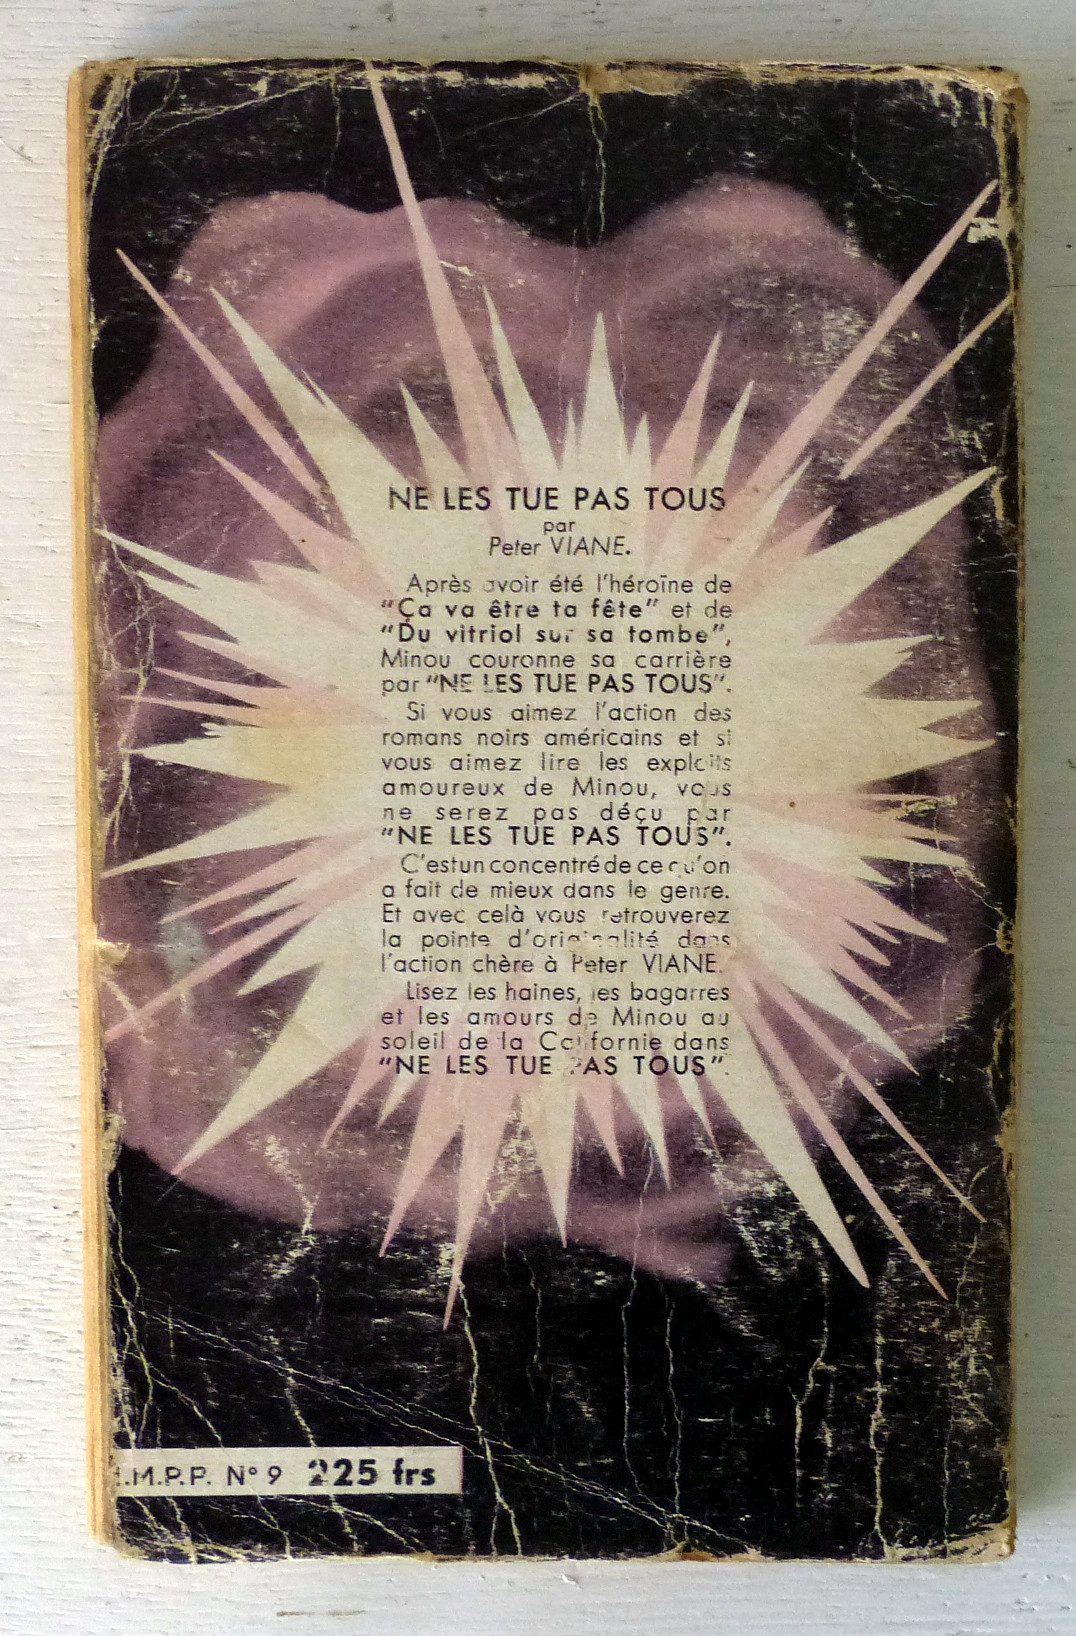 NE LES TUE PAS TOUS
par
Peter VIANE.
Après avoir été l'héroïne de
"Ça va être ta fête" et de
"Du vitriol sur sa tombe",
Minou couronne sa carrière
par "NE LES TUE PAS TOUS".
Si vous aimez l'action des
romans noirs américains et si
vous aimez lire les exploits
amoureux de Minou, vous
ne serez pas déçu par
"NE LES TUE PAS TOUS".
C'estun concentré de ce qu'on
a fait de mieux dans le genre.
Et avec celà vous retrouverez
la pointe d'originalité dans
l'action chère à Peter VIANE.
Lisez les haines, les bagarres
et les amours de Minou au
soleil de la Californie dans
"NE LES TUE PAS TOUS".
.M.P.P. N° 9 225 frs